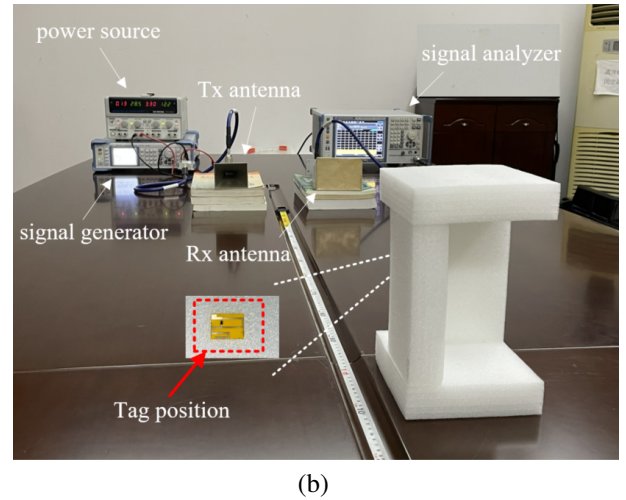 power source
signal analyzer
Tx antenna
signal generator
Rx antenna
Tag position
(b)